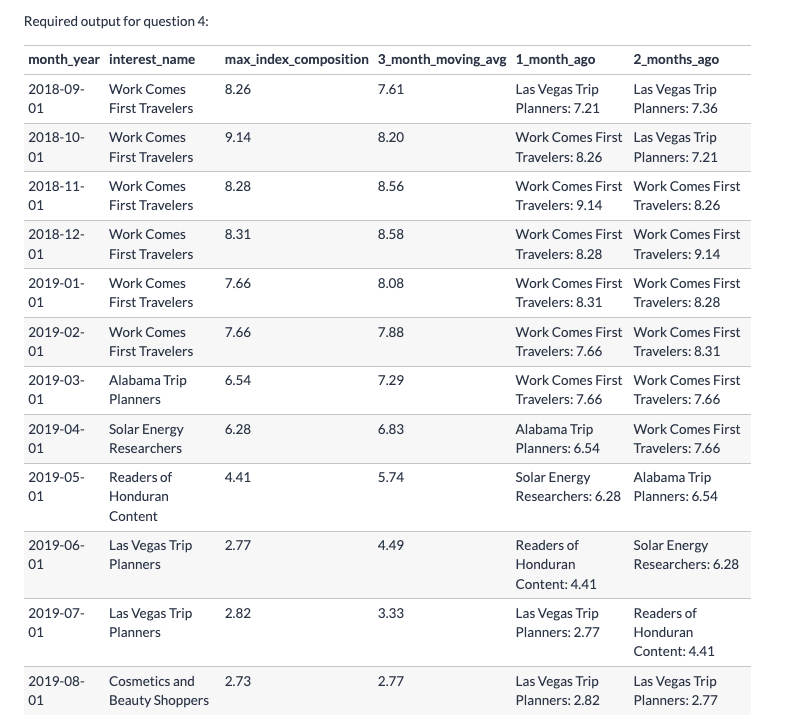 Required output for question 4:
month_year interest_name max_index_composition 3_month_moving_avg 1_month_ago 2_months_ago
2018-09- Work Comes 8.26 7.61 Las Vegas Trip Las Vegas Trip
01 First Travelers Planners: 7.21 Planners: 7.36
2018-10- Work Comes 9.14 8.20 Work Comes First Las Vegas Trip
01 First Travelers Travelers: 8.26 Planners: 7.21
2018-11- Work Comes 8.28 8.56 Work Comes First Work Comes First
01 First Travelers Travelers: 9.14 Travelers: 8.26
2018-12- Work Comes 8.31 8.58 Work Comes First Work Comes First
01 First Travelers Travelers: 8.28 Travelers: 9.14
2019-01- Work Comes 7.66 8.08 Work Comes First Work Comes First
01 First Travelers Travelers: 8.31 Travelers: 8.28
2019-02- Work Comes 7.66 7.88 Work Comes First Work Comes First
01 First Travelers Travelers: 7.66 Travelers: 8.31
2019-03- Alabama Trip 6.54 7.29 Work Comes First Work Comes First
01 Planners Travelers: 7.66 Travelers: 7.66
2019-04- Solar Energy 6.28 6.83 Alabama Trip Work Comes First
01 Researchers Planners: 6.54 Travelers: 7.66
2019-05- Readers of 4.41 5.74 Solar Energy Alabama Trip
01 Honduran Researchers: 6.28 Planners: 6.54
Content
2019-06- Las Vegas Trip 2.77 4.49 Readers of Solar Energy
01 Planners Honduran Researchers: 6.28
Content: 4.41
2019-07- Las Vegas Trip 2.82 3.33 Las Vegas Trip Readers of
01 Planners Planners: 2.77 Honduran
Content: 4.41
2019-08- Cosmetics and 2.73 2.77 Las Vegas Trip Las Vegas Trip
01 Beauty Shoppers Planners: 2.82 Planners: 2.77